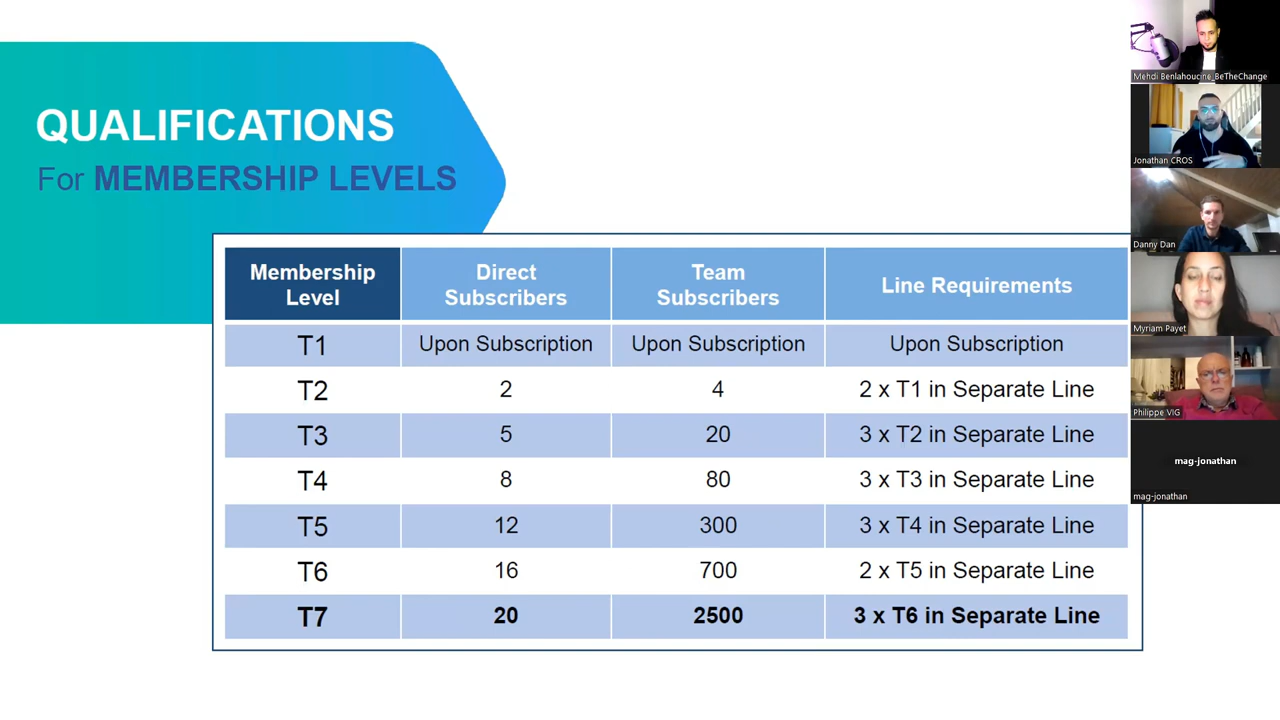 QUALIFICATIONS
For MEMBERSHIP LEVELS
Membership Level | Direct Subscribers | Team Subscribers | Line Requirements
T1 | Upon Subscription | Upon Subscription | Upon Subscription
T2 | 2 | 4 | 2 x T1 in Separate Line
T3 | 5 | 20 | 3 x T2 in Separate Line
T4 | 8 | 80 | 3 x T3 in Separate Line
T5 | 12 | 300 | 3 x T4 in Separate Line
T6 | 16 | 700 | 2 x T5 in Separate Line
T7 | 20 | 2500 | 3 x T6 in Separate Line
Mehdi Benlahoucine_BeTheChange
Jonathan CROS
Danny Dan
Myriam Payet
Philippe VIG
mag-jonathan
mag-jonathan